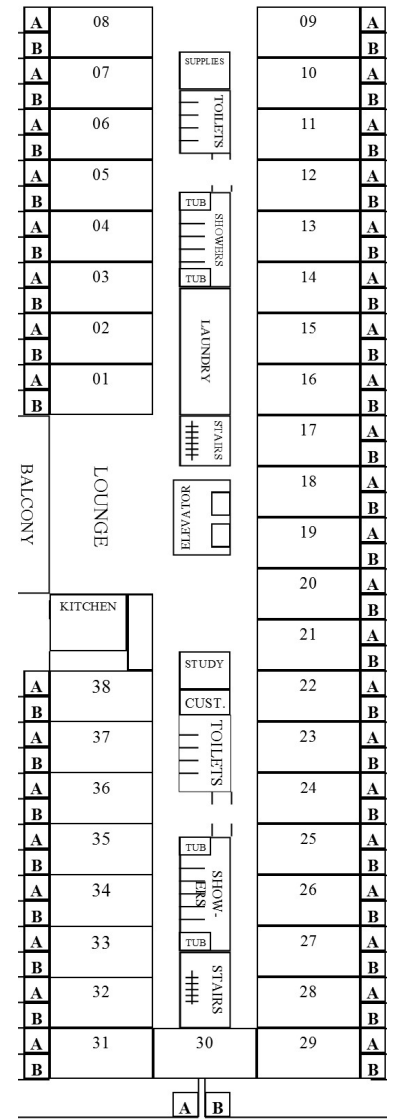 A 08 09 A
B SUPPLIES B
A 07 10 A
B B
A 06 TOILETS 11 A
B B
A 05 12 A
B TUB B
A 04 SHOWERS 13 A
B B
A 03 TUB 14 A
B B
A 02 LAUNDRY 15 A
B B
A 01 16 A
B B
STAIRS 17 A
B
BALCONY LOUNGE ELEVATOR 18 A
B
19 A
B
20 A
KITCHEN B
21 A
STUDY B
A 38 22 A
B CUST. B
A 37 TOILETS 23 A
B B
A 36 24 A
B B
A 35 TUB 25 A
B B
A 34 SHOW- 26 A
B ERS B
A 33 TUB 27 A
B B
A 32 STAIRS 28 A
B B
A 31 30 29 A
B B
A B